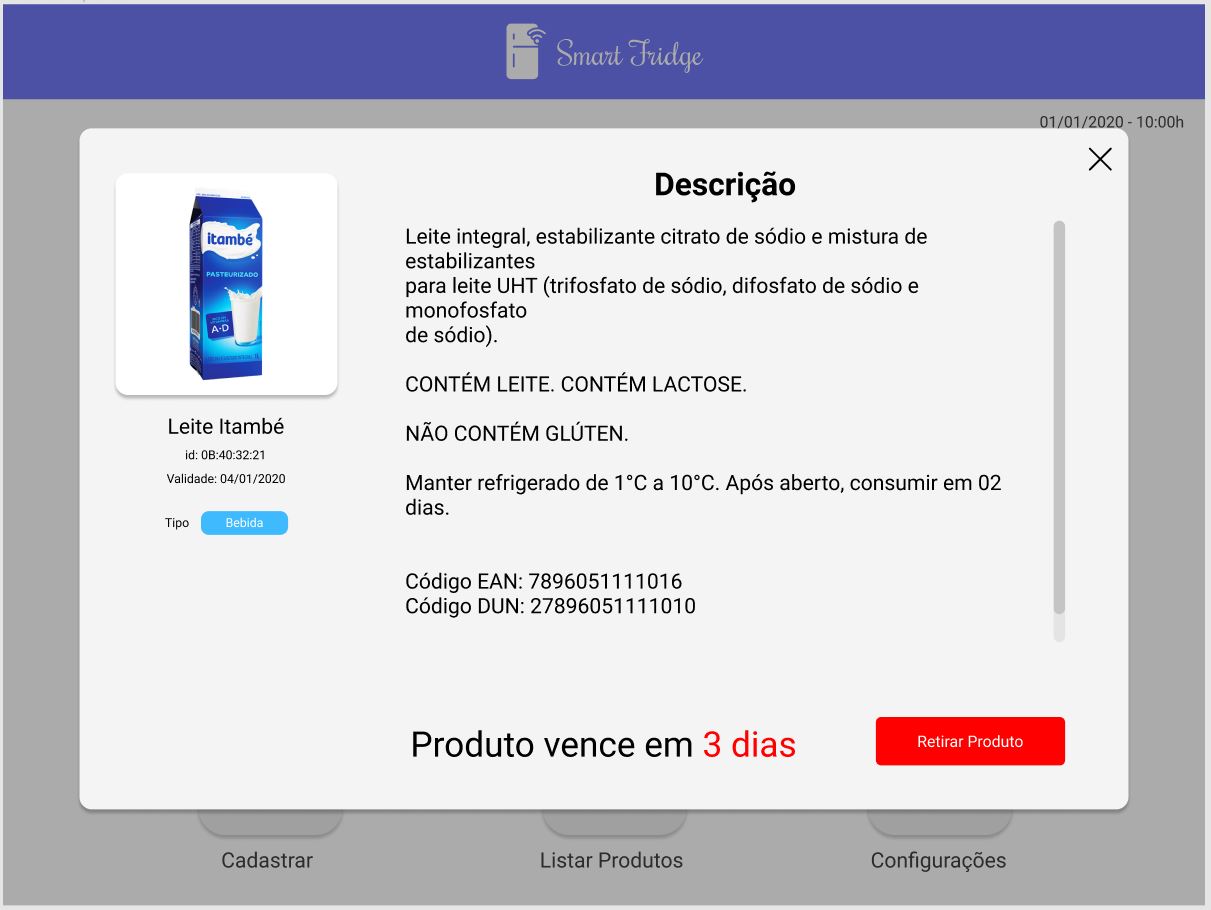 Smart Fridge
01/01/2020 - 10:00h
Descrição
itambé
PASTEURIZADO
A-D
Leite Itambé
id: 0B:40:32:21
Validade: 04/01/2020
Tipo
Bebida
Leite integral, estabilizante citrato de sódio e mistura de
estabilizantes
para leite UHT (trifosfato de sódio, difosfato de sódio e
monofosfato
de sódio).
CONTÉM LEITE. CONTÉM LACTOSE.
NÃO CONTÉM GLÚTEN.
Manter refrigerado de 1°C a 10°C. Após aberto, consumir em 02
dias.
Código EAN: 7896051111016
Código DUN: 27896051111010
Produto vence em 3 dias
Retirar Produto
Cadastrar
Listar Produtos
Configurações